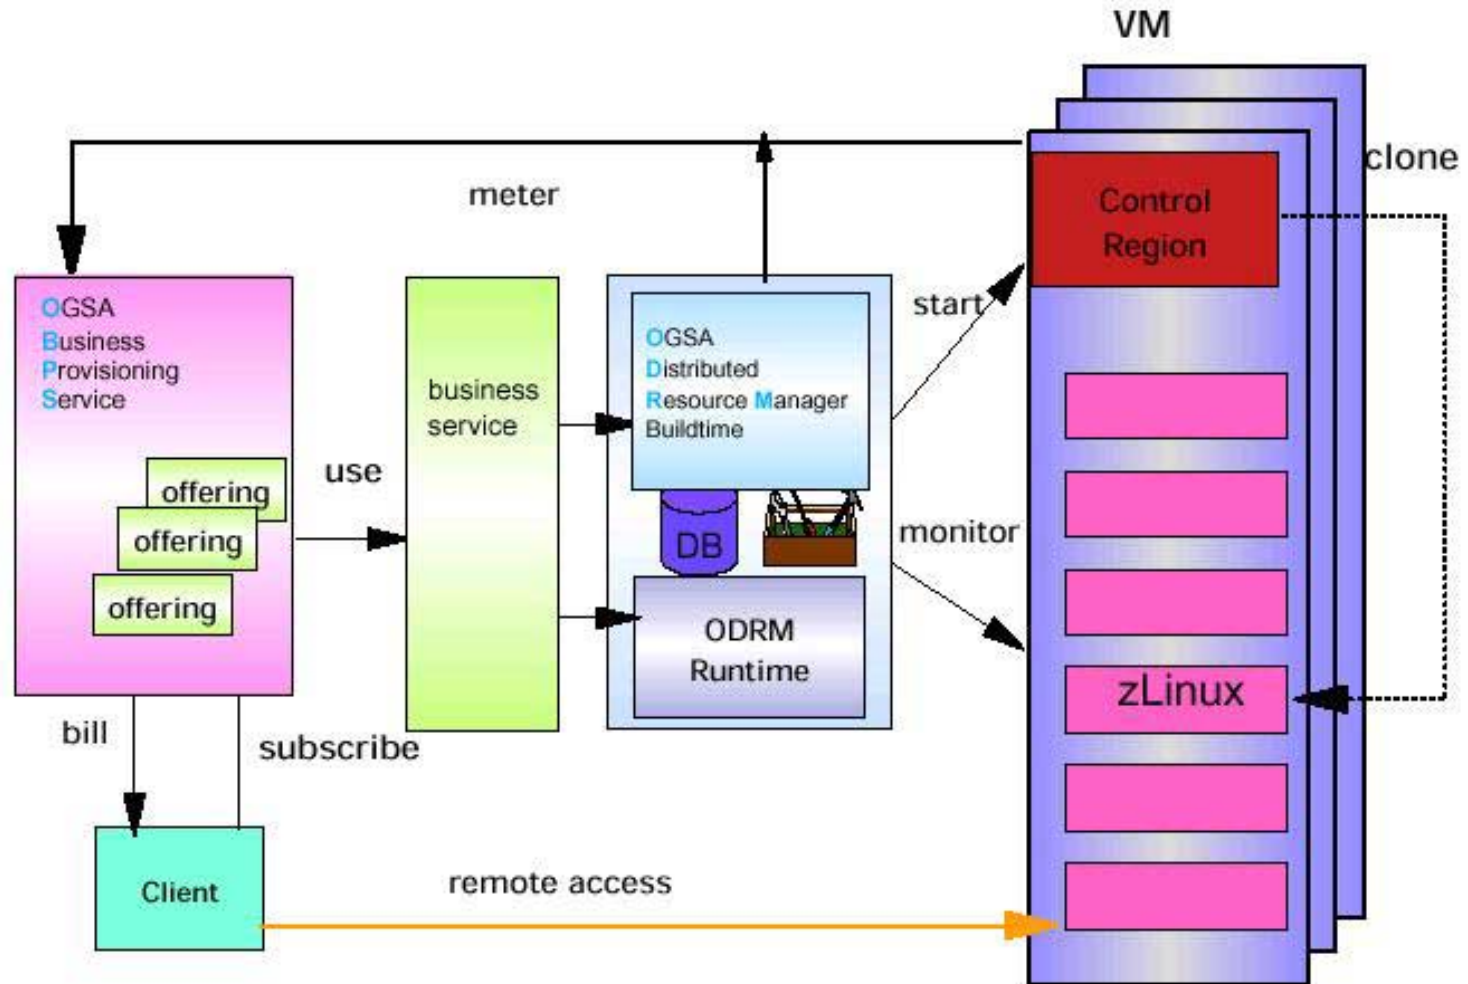 VM
clone
meter
Control
Region
start
OGSA
Business
Provisioning
Service
offering
offering
offering
use
business
service
OGSA
Distributed
Resource Manager
Buildtime
DB
monitor
ODRM
Runtime
zLinux
bill
subscribe
Client
remote access